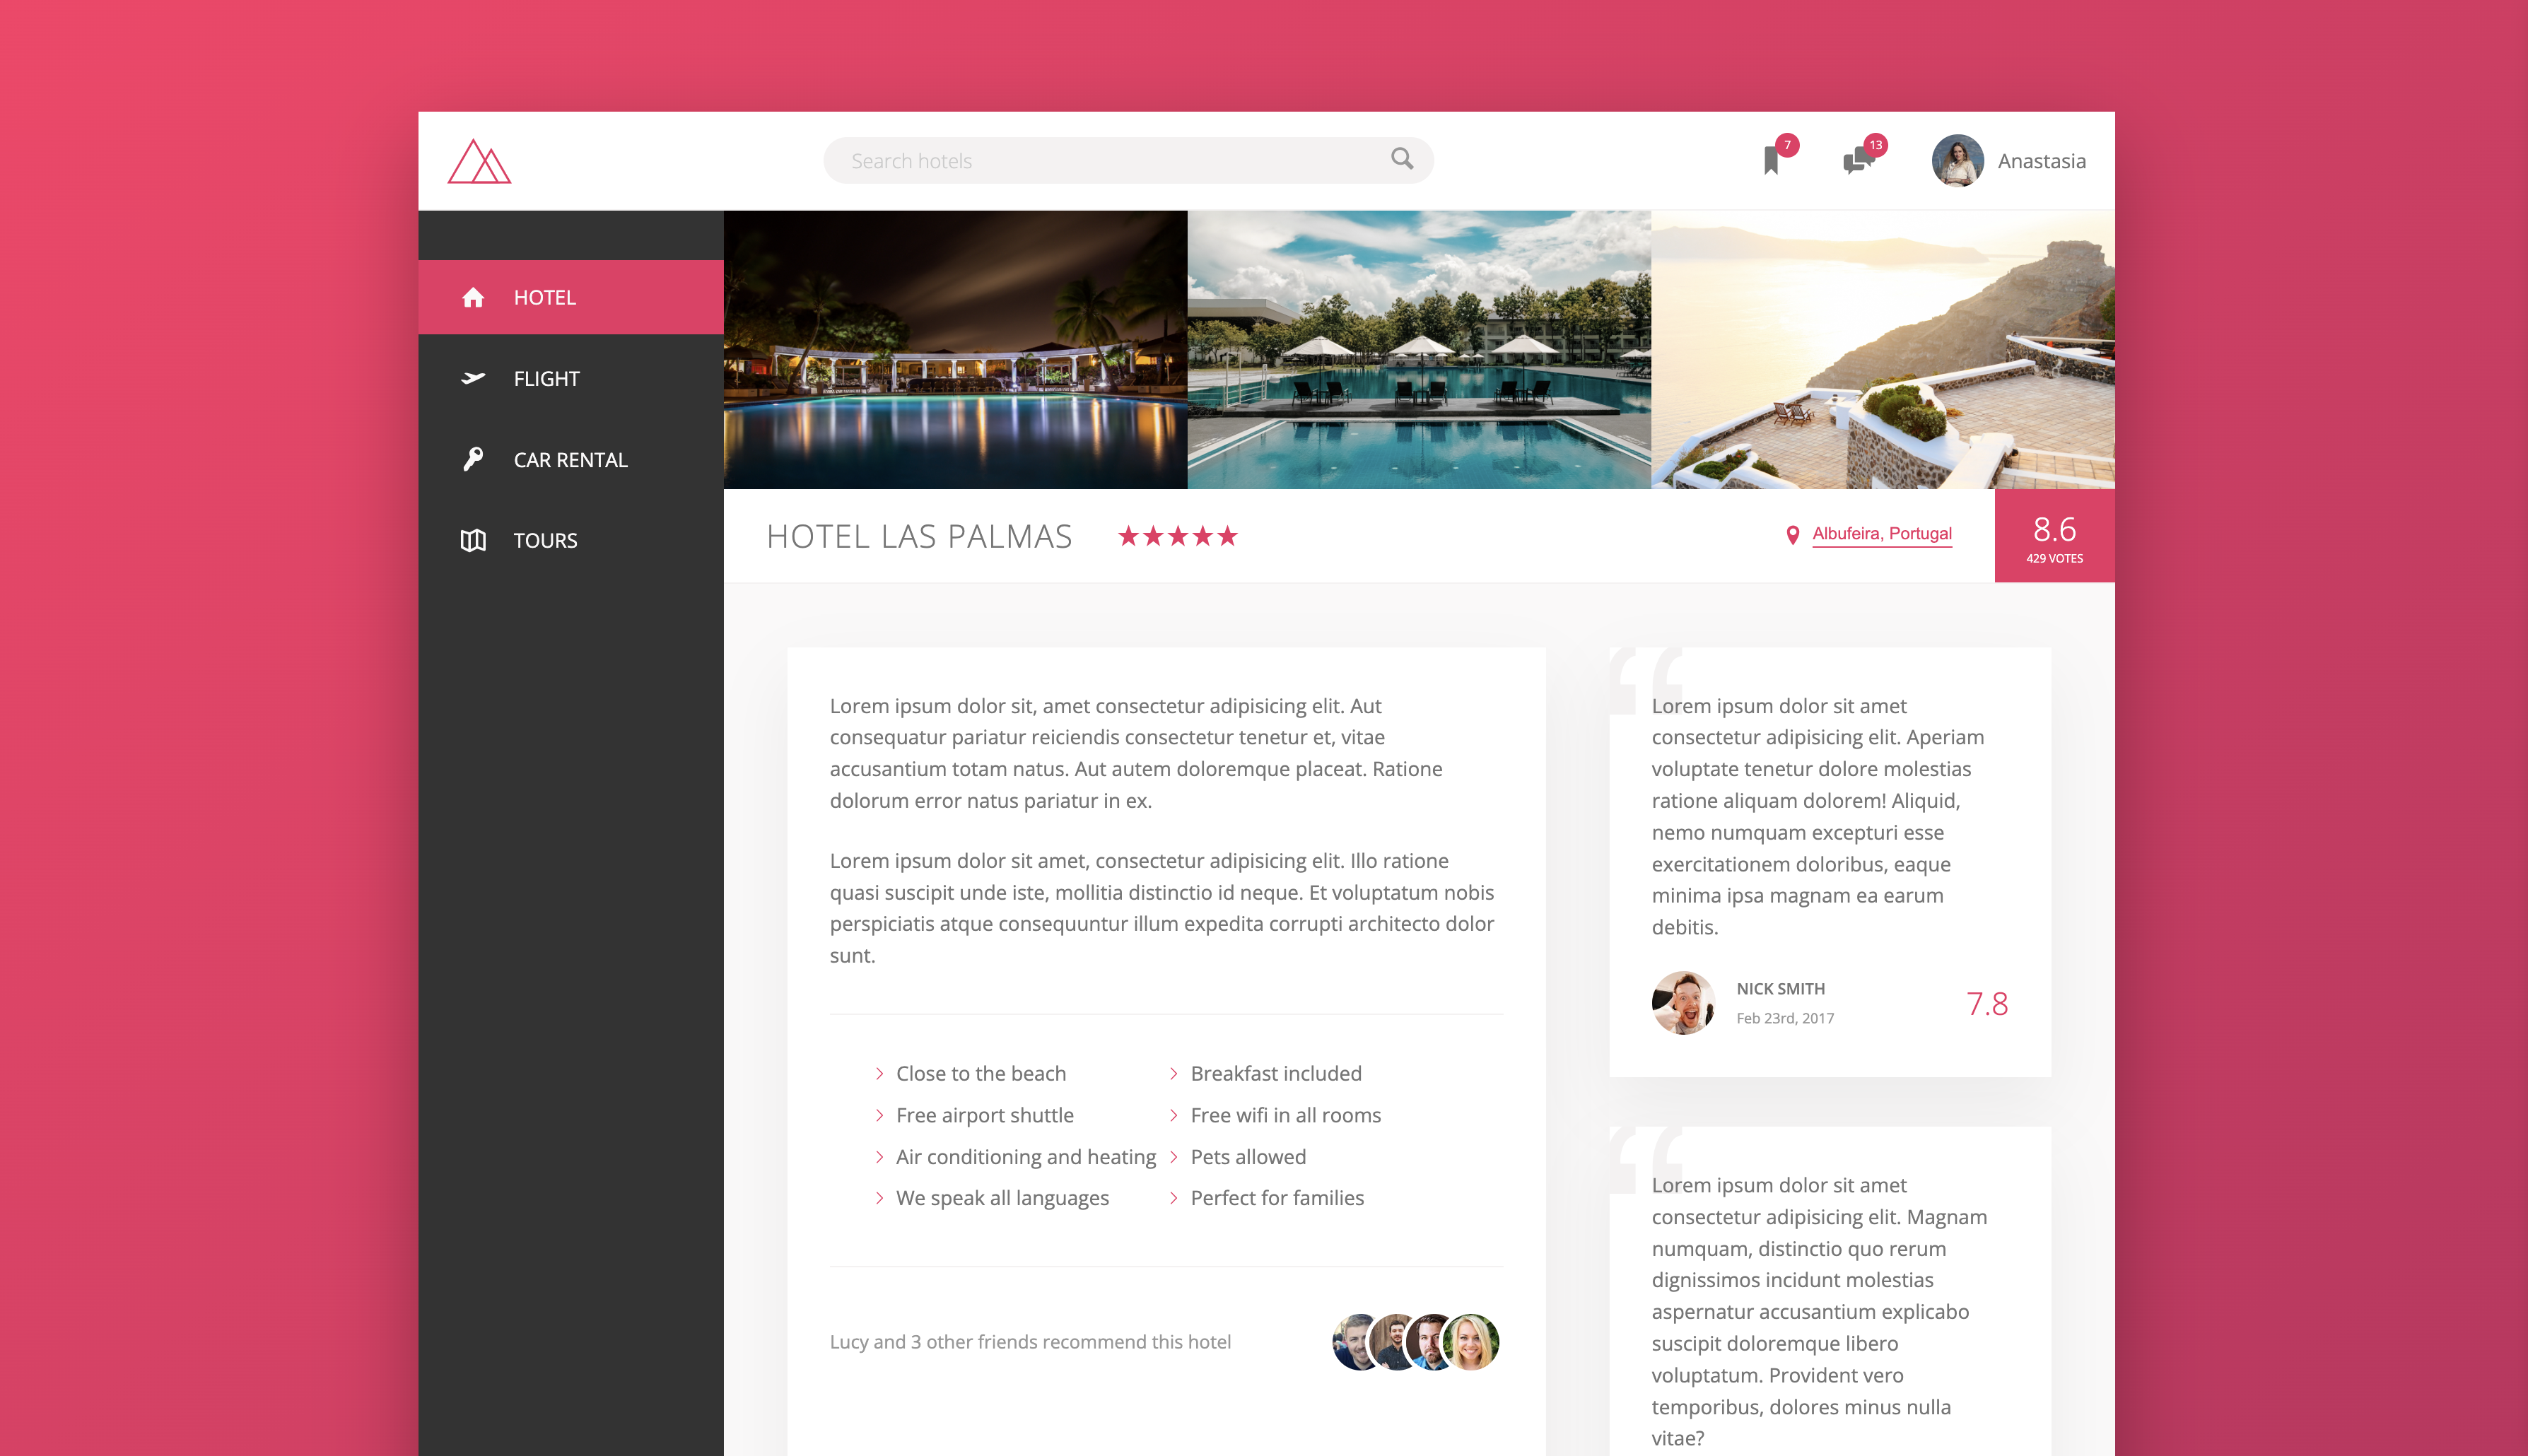 Search hotels
7
13
Anastasia
HOTEL
FLIGHT
CAR RENTAL
TOURS
HOTEL LAS PALMAS
Albufeira, Portugal
8.6
429 VOTES
Lorem ipsum dolor sit, amet consectetur adipisicing elit. Aut
consequatur pariatur reiciendis consectetur tenetur et, vitae
accusantium totam natus. Aut autem doloremque placeat. Ratione
dolorum error natus pariatur in ex.
Lorem ipsum dolor sit amet, consectetur adipisicing elit. Illo ratione
quasi suscipit unde iste, mollitia distinctio id neque. Et voluptatum nobis
perspiciatis atque consequuntur illum expedita corrupti architecto dolor
sunt.
Close to the beach
Breakfast included
Free airport shuttle
Free wifi in all rooms
Air conditioning and heating
Pets allowed
We speak all languages
Perfect for families
Lucy and 3 other friends recommend this hotel
“
Lorem ipsum dolor sit amet
consectetur adipisicing elit. Aperiam
voluptate tenetur dolore molestias
ratione aliquam dolorem! Aliquid,
nemo numquam excepturi esse
exercitationem doloribus, eaque
minima ipsa magnam ea earum
debitis.
NICK SMITH
Feb 23rd, 2017
7.8
“
Lorem ipsum dolor sit amet
consectetur adipisicing elit. Magnam
numquam, distinctio quo rerum
dignissimos incidunt molestias
aspernatur accusantium explicabo
suscipit doloremque libero
voluptatum. Provident vero
temporibus, dolores minus nulla
vitae?